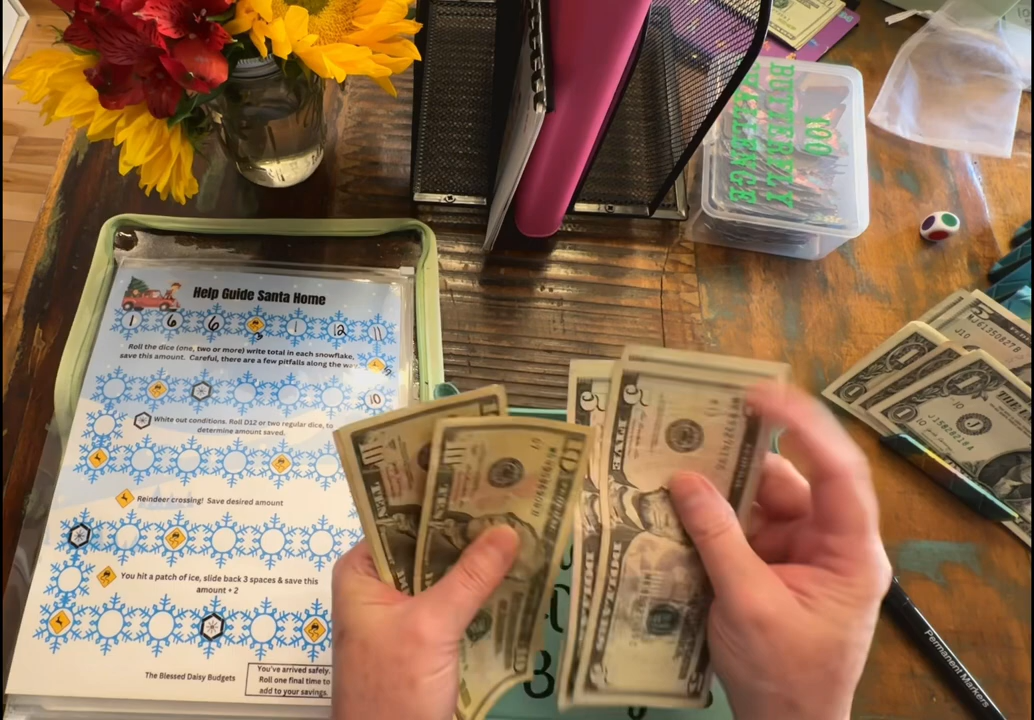 100
BUTTERFLY
CHALLENGE
Help Guide Santa Home
1 6 6 1 12 11
Roll the dice (one, two or more) write total in each snowflake,
save this amount. Careful, there are a few pitfalls along the
10
White out conditions. Roll D12 or two regular dice, to
determine amount saved.
Reindeer crossing! Save desired amount
You hit a patch of ice, slide back 3 spaces & save this
amount + 2
The Blessed Daisy Budgets
You've arrived safely.
Roll one final time to
add to your savings.
Permanent Markers